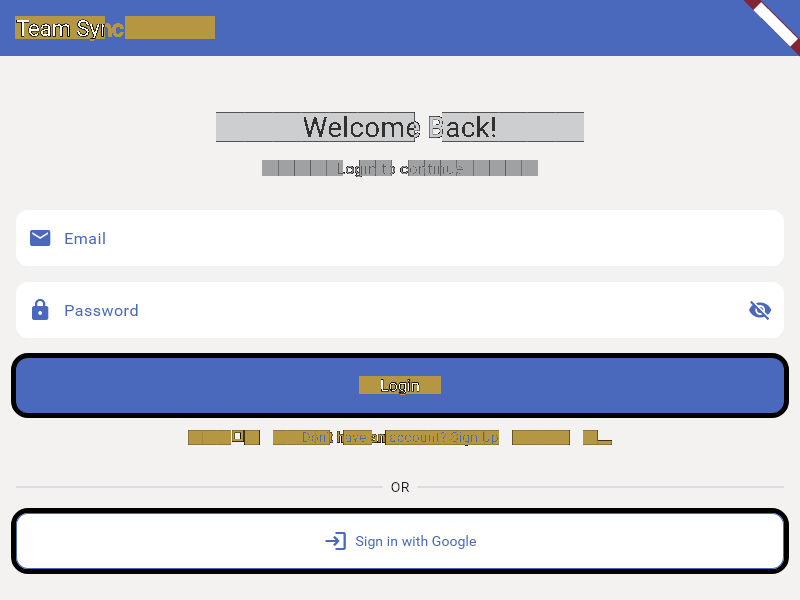 Team Sync
Welcome Back!
Login to continue
Email
Password
Login
Don't have an account? Sign Up
OR
Sign in with Google